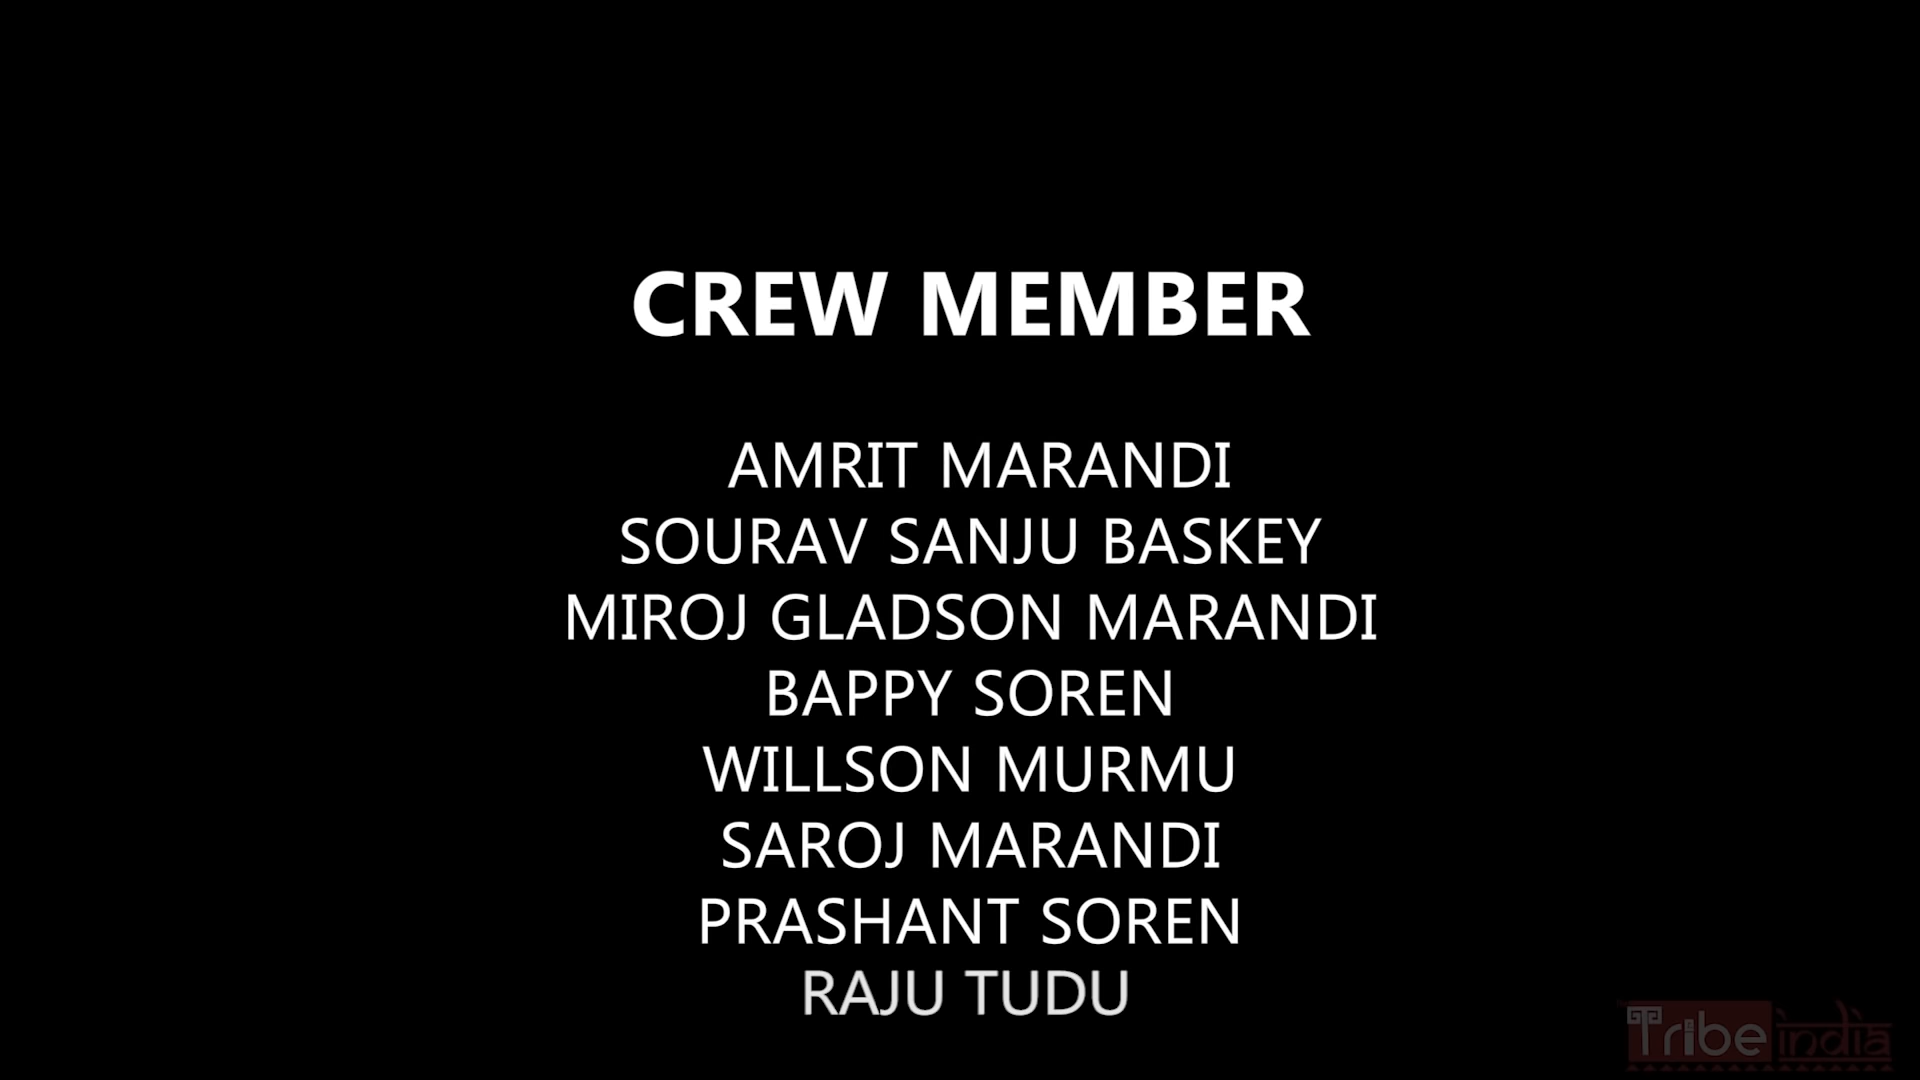 CREW MEMBER
AMRIT MARANDI
SOURAV SANJU BASKEY
MIROJ GLADSON MARANDI
BAPPY SOREN
WILLSON MURMU
SAROJ MARANDI
PRASHANT SOREN
RAJU TUDU
Tribe india